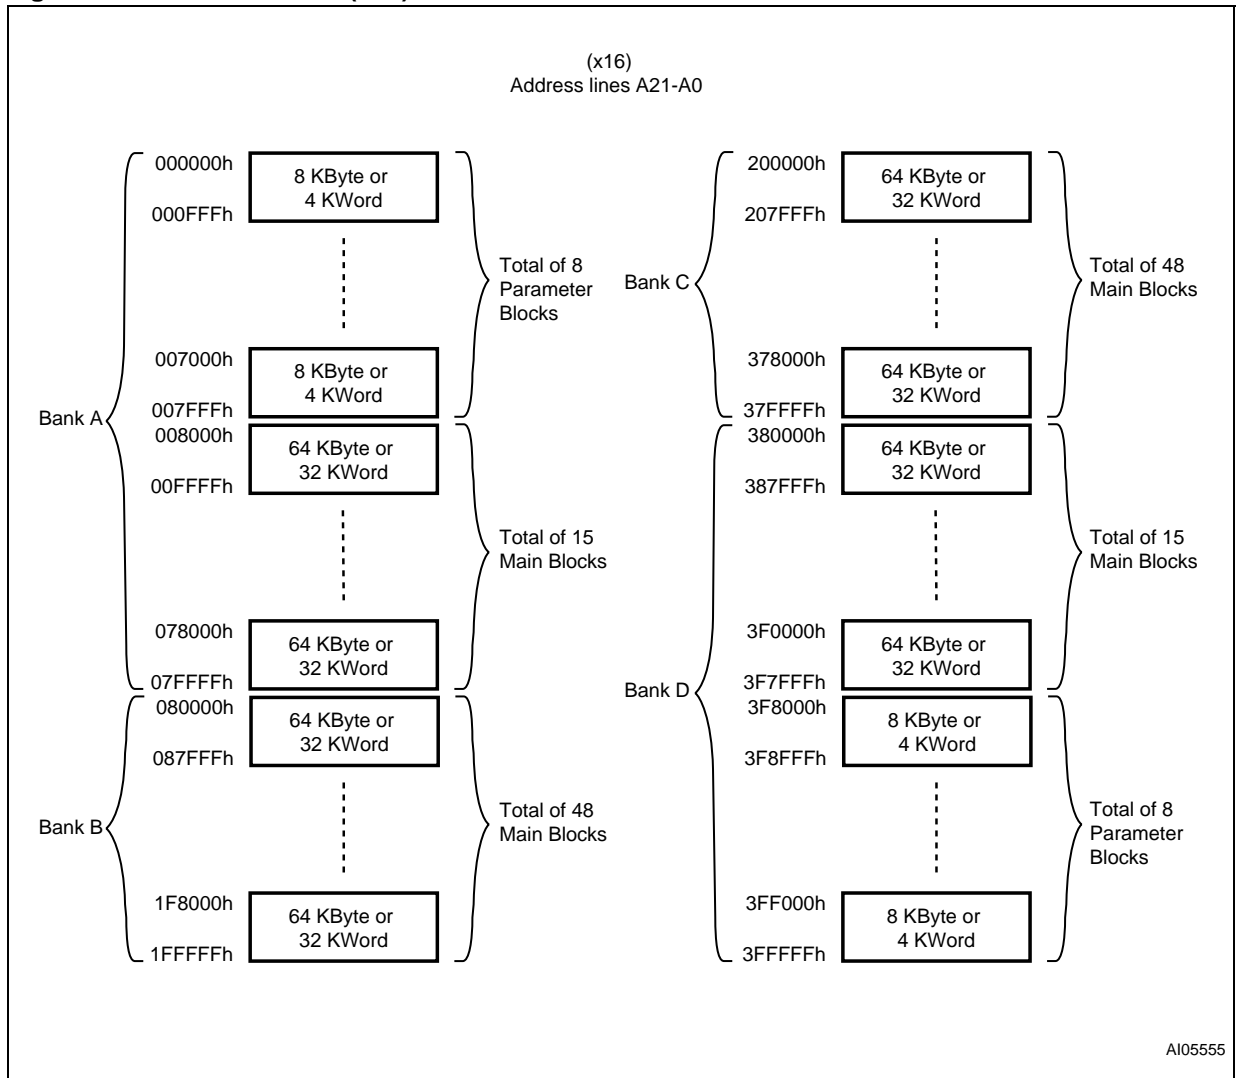 (x16)
Address lines A21-A0
Bank A
000000h
8 KByte or
4 KWord
000FFFh
Total of 8
Parameter
Blocks
007000h
8 KByte or
4 KWord
007FFFh
008000h
64 KByte or
32 KWord
00FFFFh
Total of 15
Main Blocks
078000h
64 KByte or
32 KWord
07FFFFh
Bank B
080000h
64 KByte or
32 KWord
087FFFh
Total of 48
Main Blocks
1F8000h
64 KByte or
32 KWord
1FFFFFh
Bank C
200000h
64 KByte or
32 KWord
207FFFh
Total of 48
Main Blocks
378000h
64 KByte or
32 KWord
37FFFFh
Bank D
380000h
64 KByte or
32 KWord
387FFFh
Total of 15
Main Blocks
3F0000h
64 KByte or
32 KWord
3F7FFFh
3F8000h
8 KByte or
4 KWord
3F8FFFh
Total of 8
Parameter
Blocks
3FF000h
8 KByte or
4 KWord
3FFFFFh
AI05555